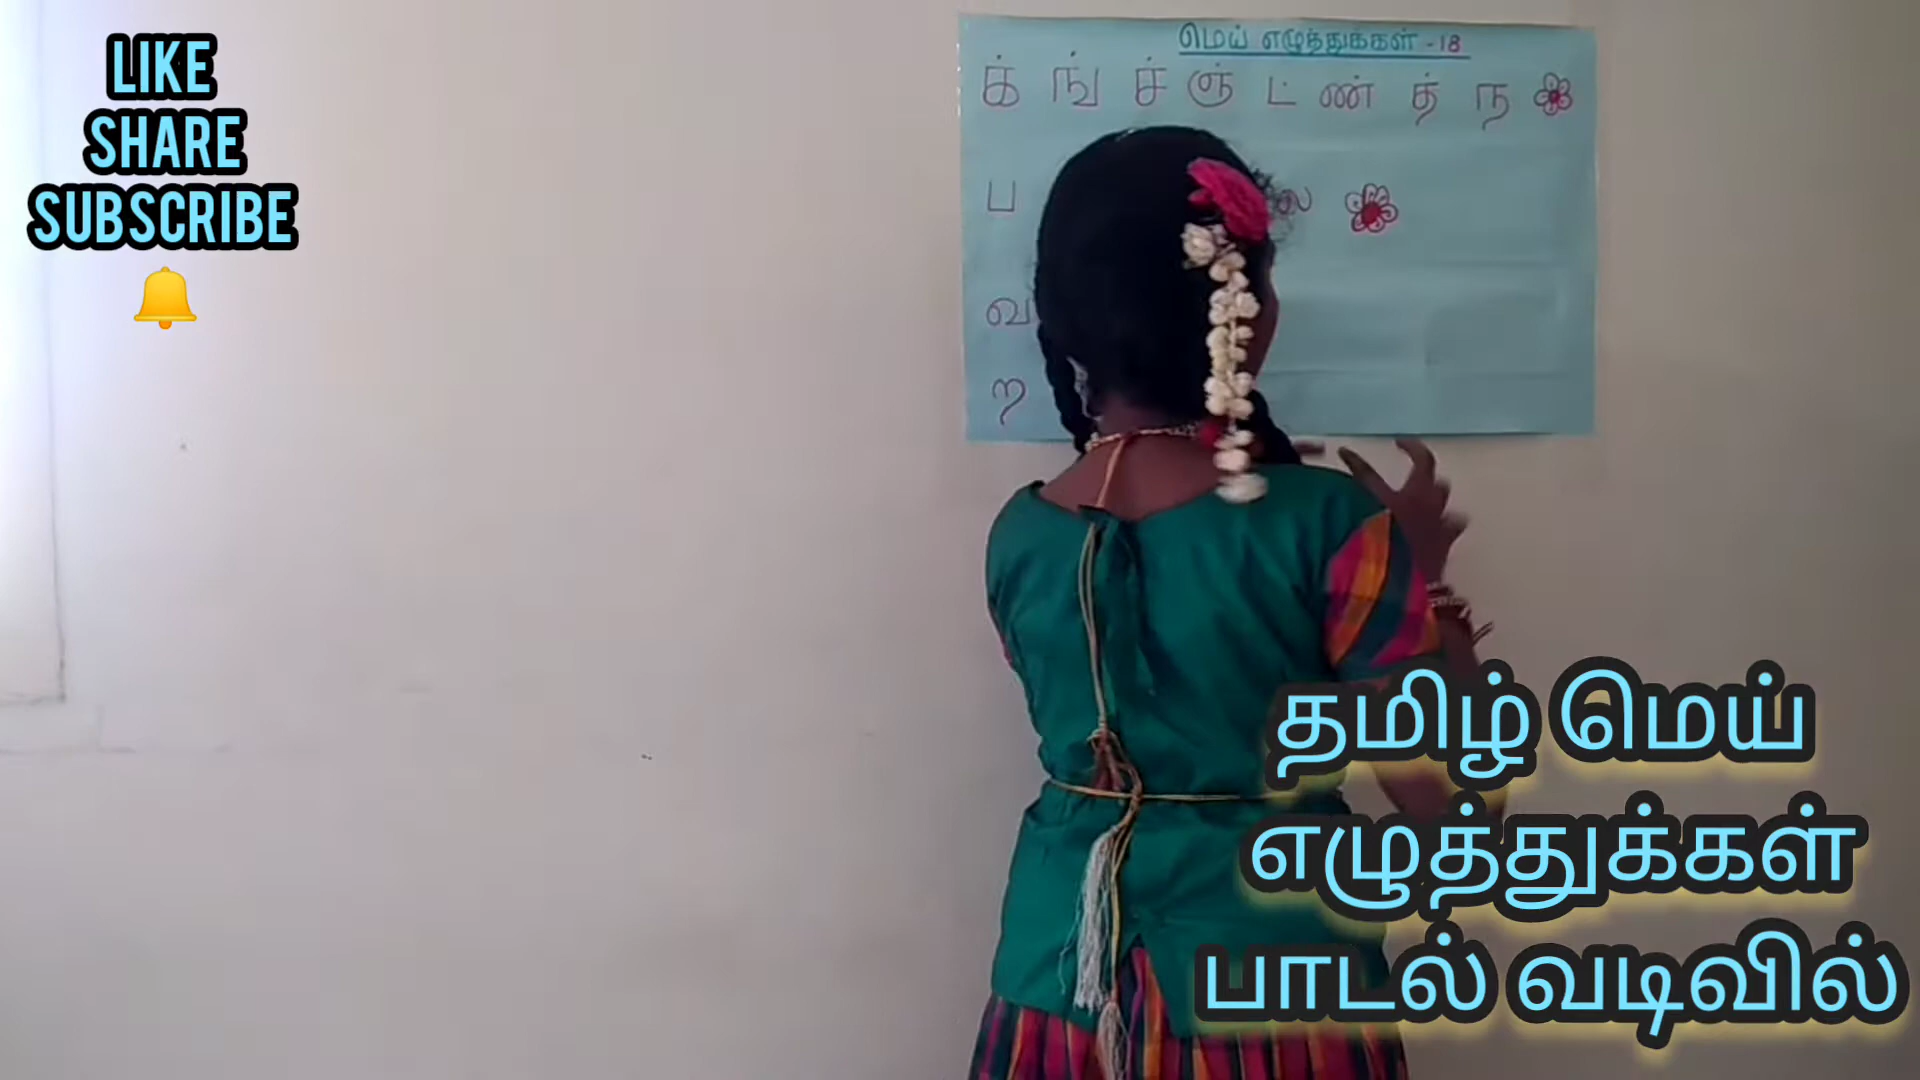 LIKE
SHARE
SUBSCRIBE
மெய் எழுத்துக்கள் - 18
க் ங் ச் ஞ் ட் ண் த் ந
ப ல
வ
ற
தமிழ் மெய்
எழுத்துக்கள்
பாடல் வடிவில்